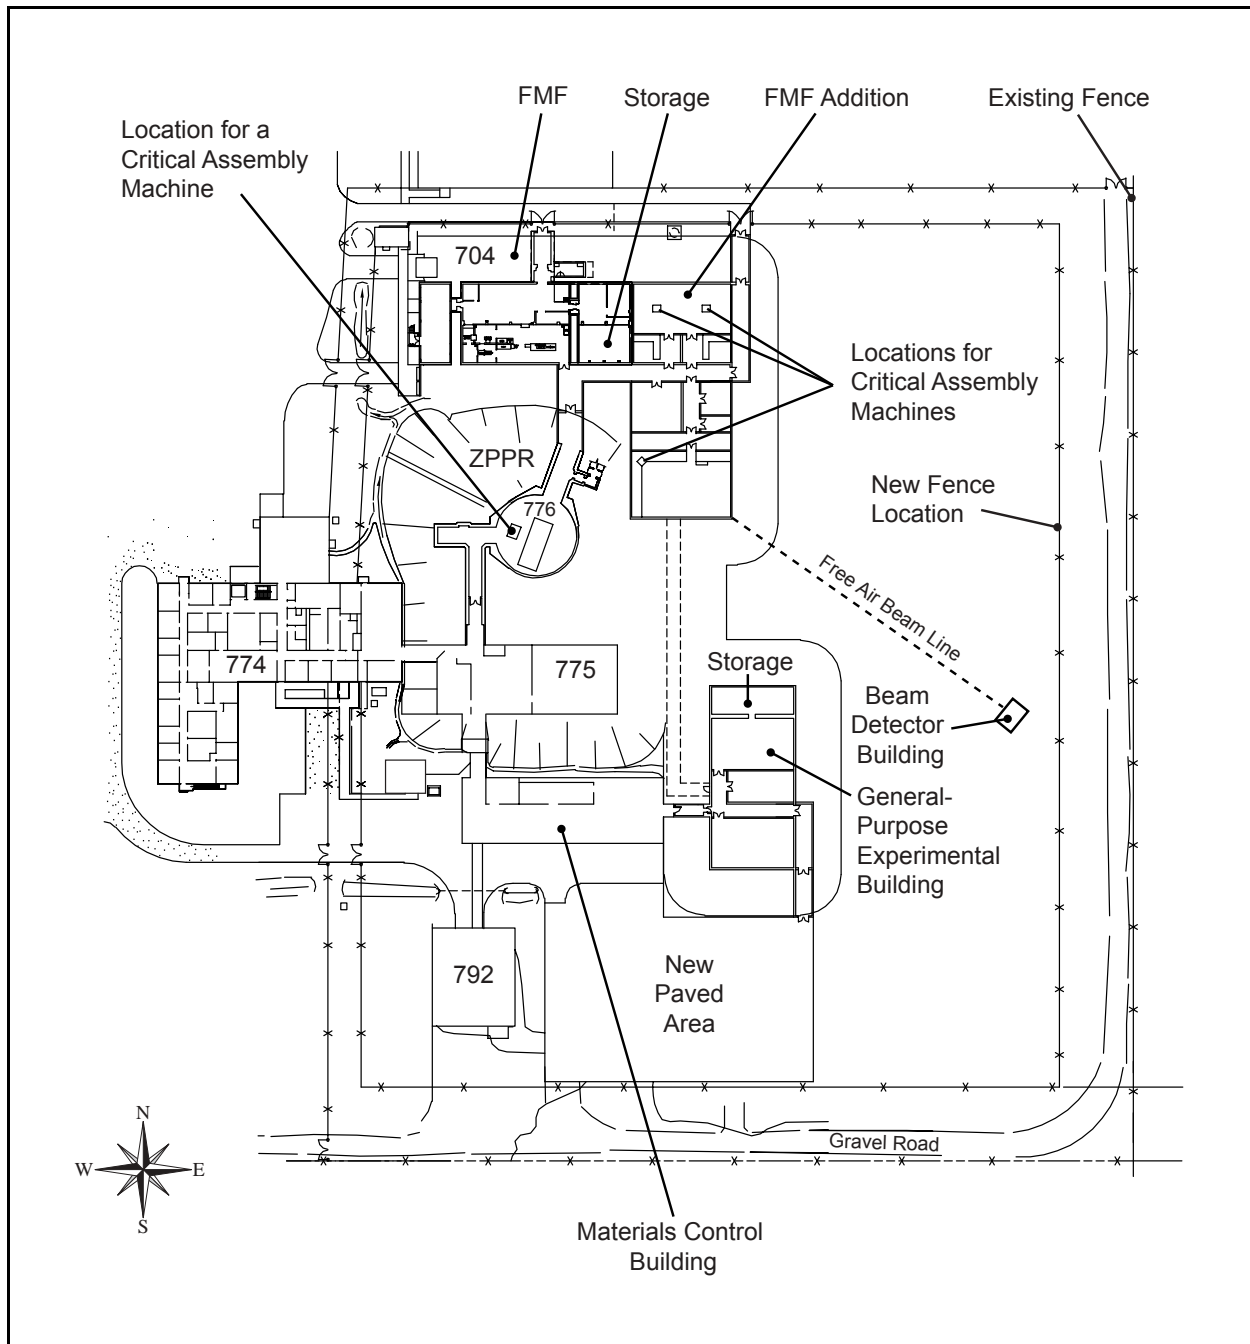 FMF
Storage
FMF Addition
Existing Fence
Location for a
Critical Assembly
Machine
704
Locations for
Critical Assembly
Machines
ZPPR
776
New Fence
Location
Free Air Beam Line
774
775
Storage
Beam
Detector
Building
General-
Purpose
Experimental
Building
792
New
Paved
Area
Gravel Road
N
W
E
S
Materials Control
Building